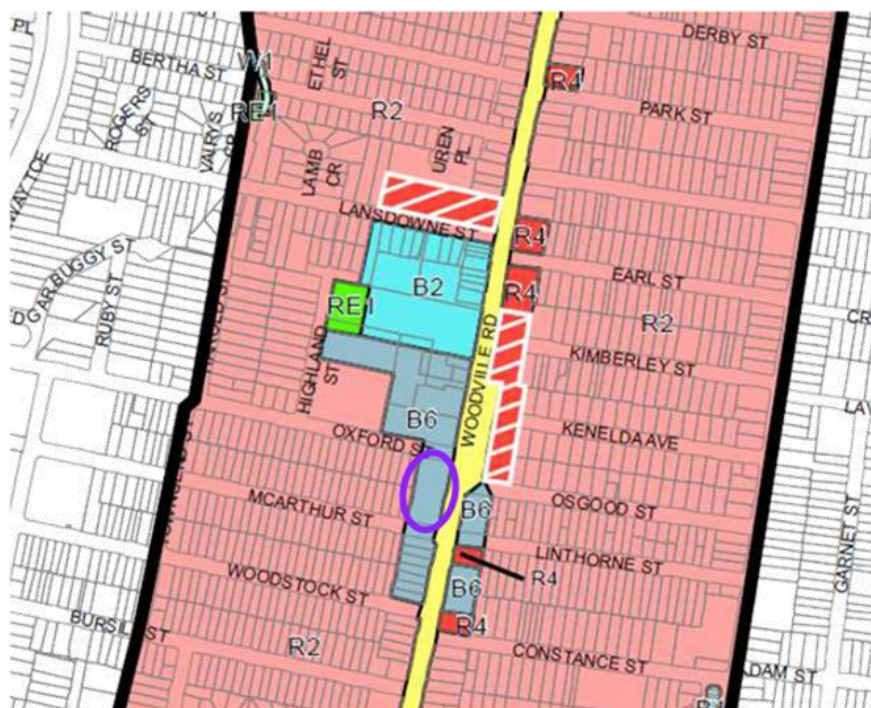 PL
DERBY ST
BERTHA ST
W1
ETHEL
ST
R4
PARK ST
ROGERS
ST
VALRYS
RE1
R2
UREN
PL
LAMB
CR
LANSDOWNE ST
R4
EARL ST
GARBUGGY ST
B2
R4
R2
RE1
RUBY ST
KIMBERLEY ST
HIGHLAND
ST
WOODVILLE RD
B6
OXFORD S
KENELDA AVE
MCARTHUR ST
OSGOOD ST
B6
LINTHORNE ST
R4
GARNET ST
WOODSTOCK ST
B6
R4
R2
CONSTANCE ST